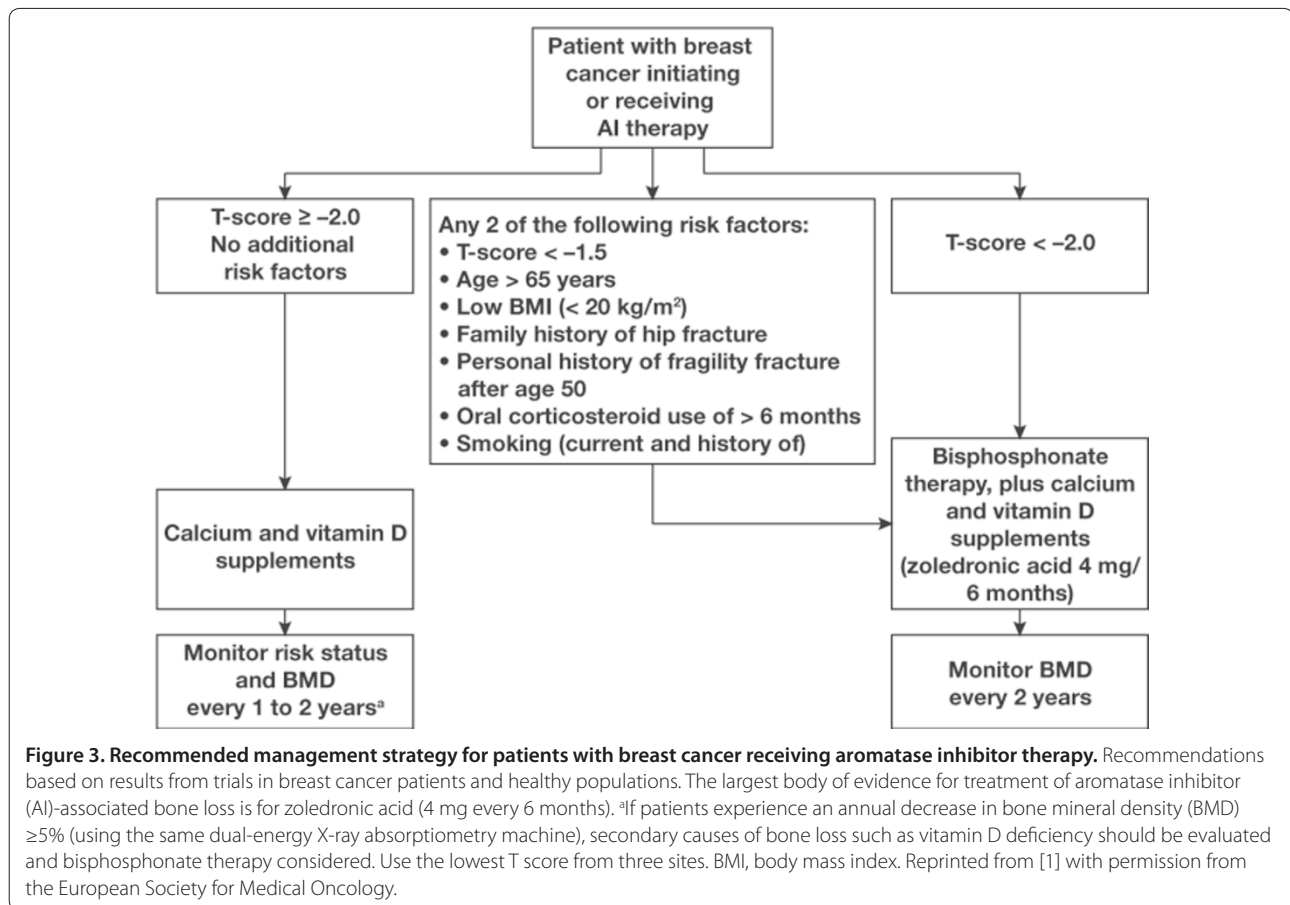 Patient with breast
cancer initiating
or receiving
AI therapy
T-score ≥ –2.0
No additional
risk factors
Any 2 of the following risk factors:
• T-score < –1.5
• Age > 65 years
• Low BMI (< 20 kg/m²)
• Family history of hip fracture
• Personal history of fragility fracture
after age 50
• Oral corticosteroid use of > 6 months
• Smoking (current and history of)
T-score < –2.0
Calcium and vitamin D
supplements
Bisphosphonate
therapy, plus calcium
and vitamin D
supplements
(zoledronic acid 4 mg/
6 months)
Monitor risk status
and BMD
every 1 to 2 yearsᵃ
Monitor BMD
every 2 years
Figure 3. Recommended management strategy for patients with breast cancer receiving aromatase inhibitor therapy. Recommendations
based on results from trials in breast cancer patients and healthy populations. The largest body of evidence for treatment of aromatase inhibitor
(AI)-associated bone loss is for zoledronic acid (4 mg every 6 months). ᵃIf patients experience an annual decrease in bone mineral density (BMD)
≥5% (using the same dual-energy X-ray absorptiometry machine), secondary causes of bone loss such as vitamin D deficiency should be evaluated
and bisphosphonate therapy considered. Use the lowest T score from three sites. BMI, body mass index. Reprinted from [1] with permission from
the European Society for Medical Oncology.